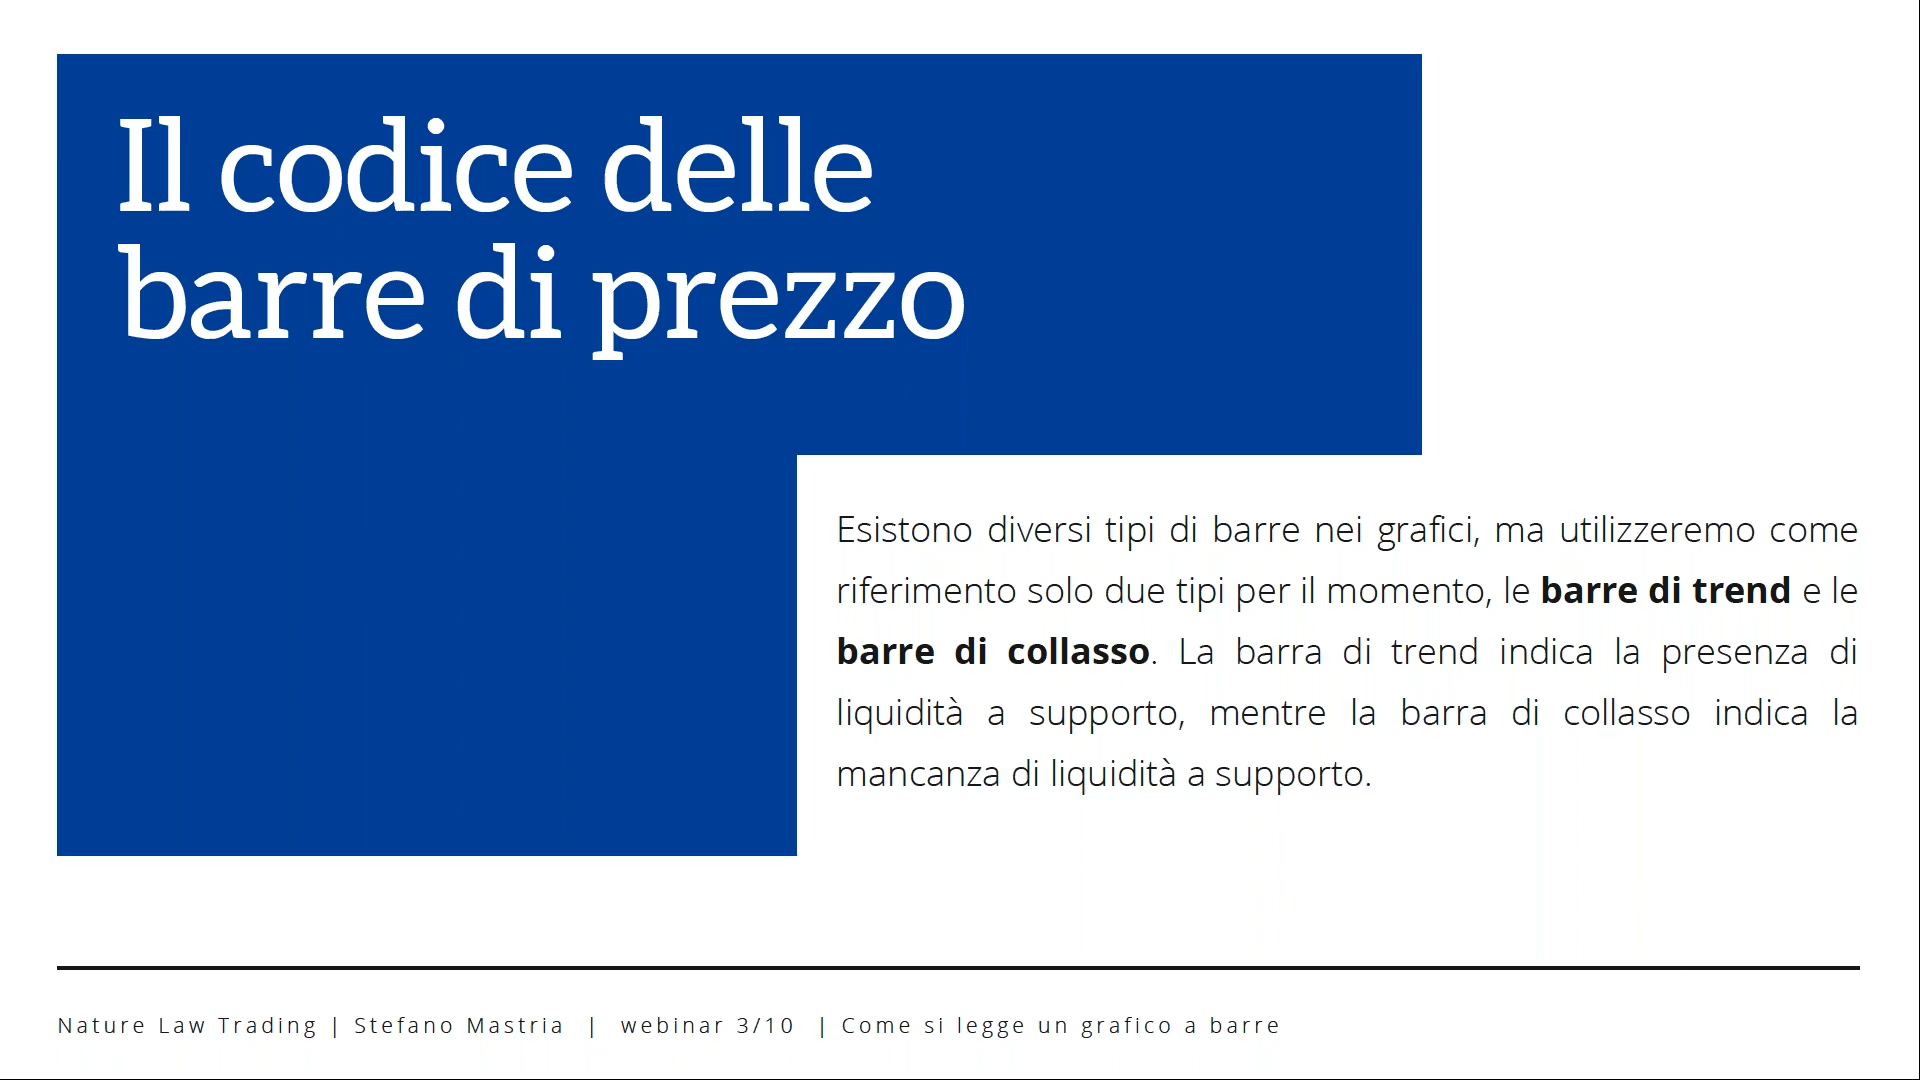 Il codice delle
barre di prezzo
Esistono diversi tipi di barre nei grafici, ma utilizzeremo come
riferimento solo due tipi per il momento, le barre di trend e le
barre di collasso. La barra di trend indica la presenza di
liquidità a supporto, mentre la barra di collasso indica la
mancanza di liquidità a supporto.
Nature Law Trading | Stefano Mastria | webinar 3/10 | Come si legge un grafico a barre